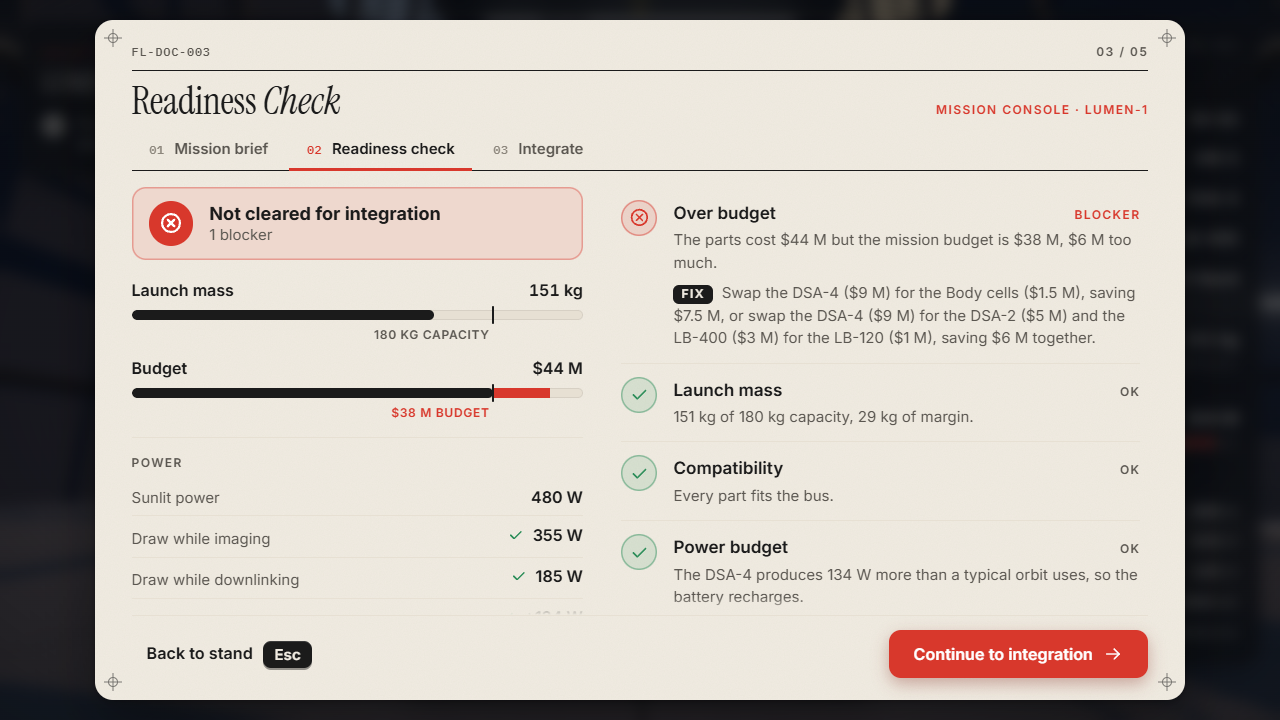 FL-DOC-003
03 / 05
Readiness Check
MISSION CONSOLE · LUMEN-1
01 Mission brief
02 Readiness check
03 Integrate
Not cleared for integration
1 blocker
Launch mass 151 kg
180 KG CAPACITY
Budget $44 M
$38 M BUDGET
POWER
Sunlit power 480 W
Draw while imaging 355 W
Draw while downlinking 185 W
Over budget BLOCKER
The parts cost $44 M but the mission budget is $38 M, $6 M too
much.
FIX Swap the DSA-4 ($9 M) for the Body cells ($1.5 M), saving
$7.5 M, or swap the DSA-4 ($9 M) for the DSA-2 ($5 M) and the
LB-400 ($3 M) for the LB-120 ($1 M), saving $6 M together.
Launch mass OK
151 kg of 180 kg capacity, 29 kg of margin.
Compatibility OK
Every part fits the bus.
Power budget OK
The DSA-4 produces 134 W more than a typical orbit uses, so the
battery recharges.
Back to stand Esc
Continue to integration